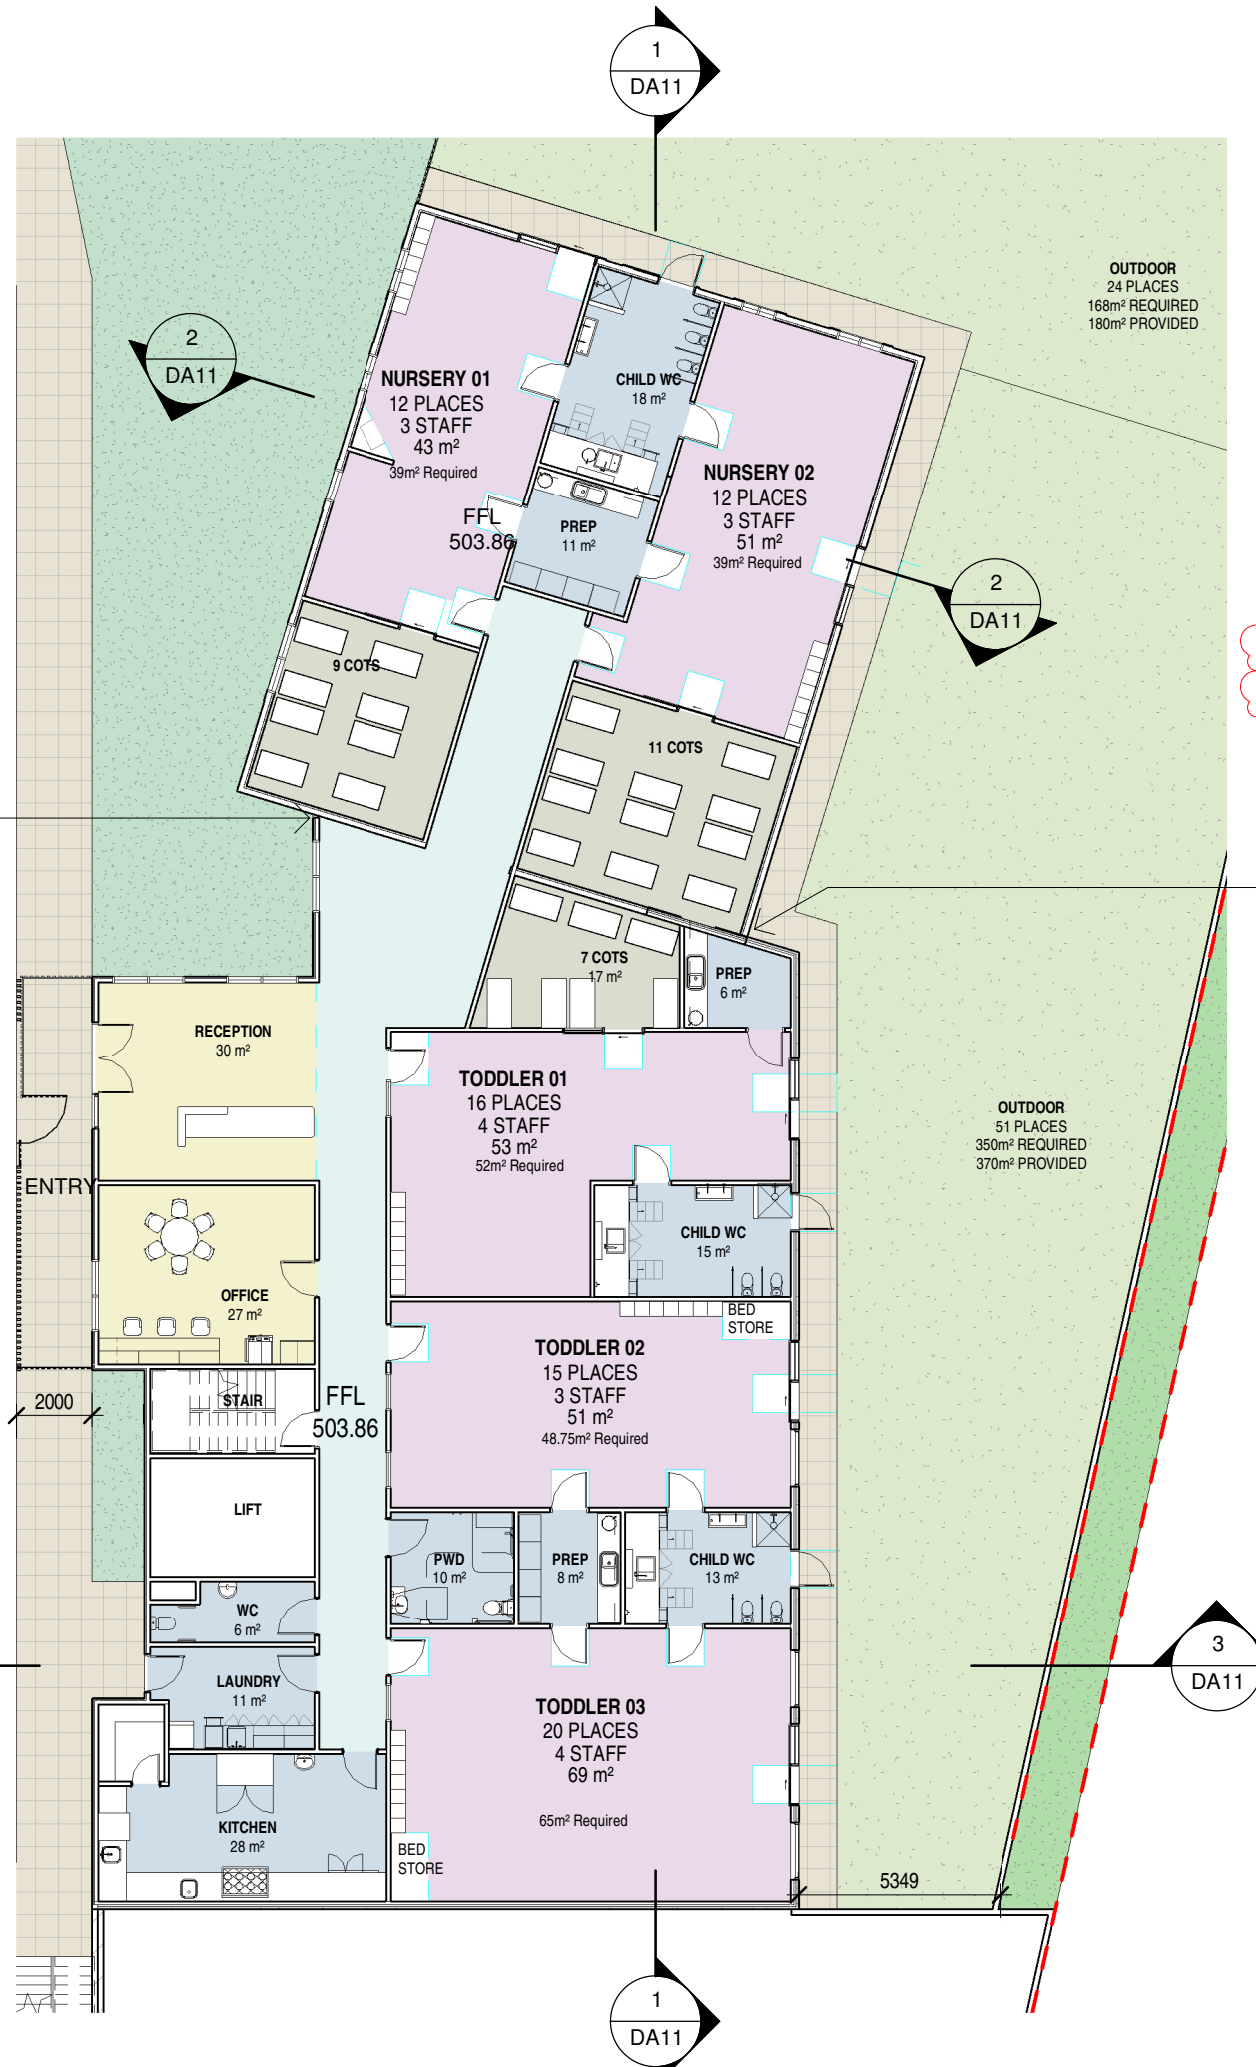 1
DA11
OUTDOOR
24 PLACES
168m² REQUIRED
180m² PROVIDED
2
DA11
NURSERY 01
12 PLACES
3 STAFF
43 m²
39m² Required
CHILD WC
18 m²
NURSERY 02
12 PLACES
3 STAFF
51 m²
39m² Required
FFL
503.86
PREP
11 m²
2
DA11
9 COTS
11 COTS
7 COTS
17 m²
PREP
6 m²
RECEPTION
30 m²
TODDLER 01
16 PLACES
4 STAFF
53 m²
52m² Required
OUTDOOR
51 PLACES
350m² REQUIRED
370m² PROVIDED
ENTRY
CHILD WC
15 m²
OFFICE
27 m²
BED
STORE
TODDLER 02
15 PLACES
3 STAFF
51 m²
48.75m² Required
2000
STAIR
FFL
503.86
LIFT
PWD
10 m²
PREP
8 m²
CHILD WC
13 m²
WC
6 m²
LAUNDRY
11 m²
3
DA11
TODDLER 03
20 PLACES
4 STAFF
69 m²
65m² Required
KITCHEN
28 m²
BED
STORE
5349
1
DA11